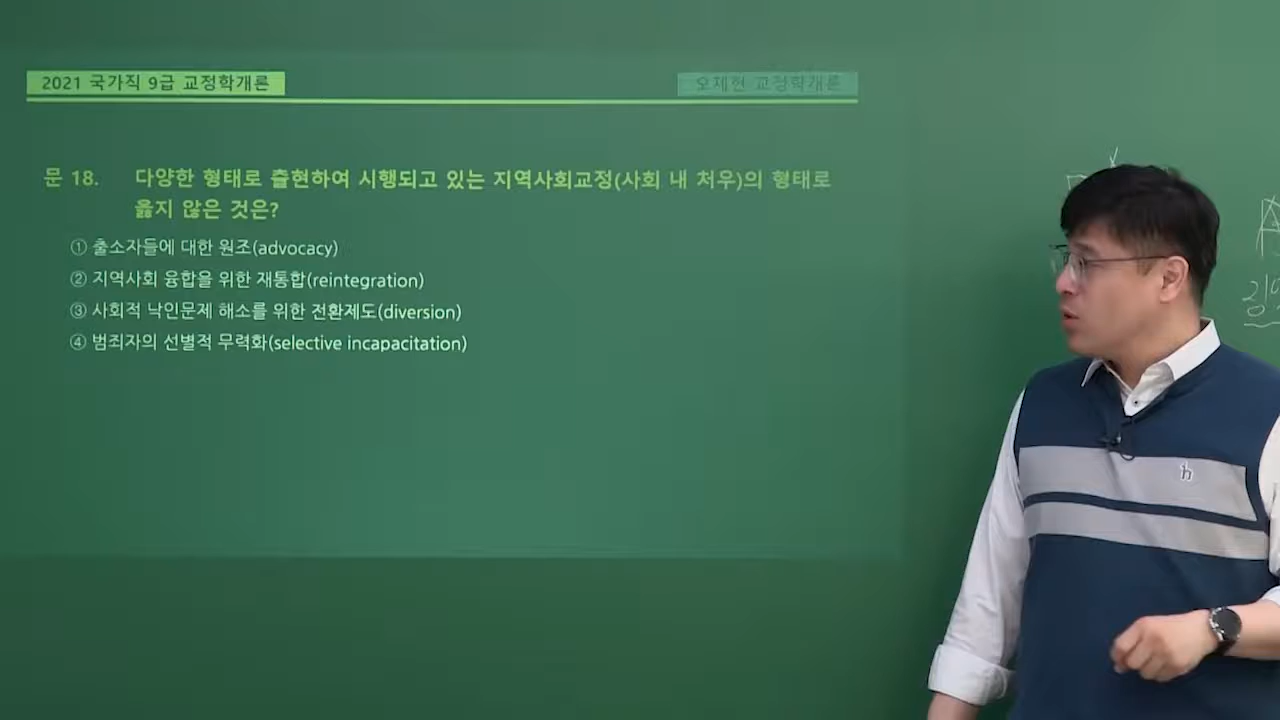 2021 국가직 9급 교정학개론
오제현 교정학개론
문 18. 다양한 형태로 출현하여 시행되고 있는 지역사회교정(사회 내 처우)의 형태로
옳지 않은 것은?
① 출소자들에 대한 원조(advocacy)
② 지역사회 융합을 위한 재통합(reintegration)
③ 사회적 낙인문제 해소를 위한 전환제도(diversion)
④ 범죄자의 선별적 무력화(selective incapacitation)
h